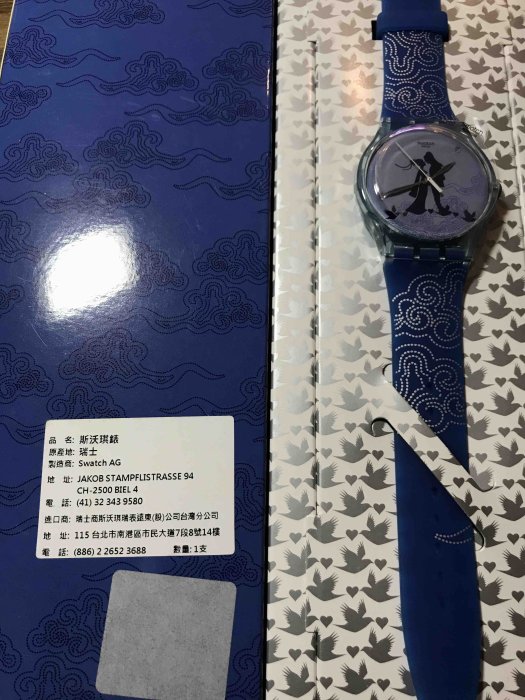 swatch
品 名: 斯沃琪錶
原產地: 瑞士
製造商: Swatch AG
地 址: JAKOB STAMPFLISTRASSE 94
CH-2500 BIEL 4
電 話: (41) 32 343 9580
進口商: 瑞士商斯沃琪瑞表遠東(股)公司台灣分公司
地 址: 115 台北市南港區市民大道7段8號14樓
電 話: (886) 2 2652 3688 數量: 1支